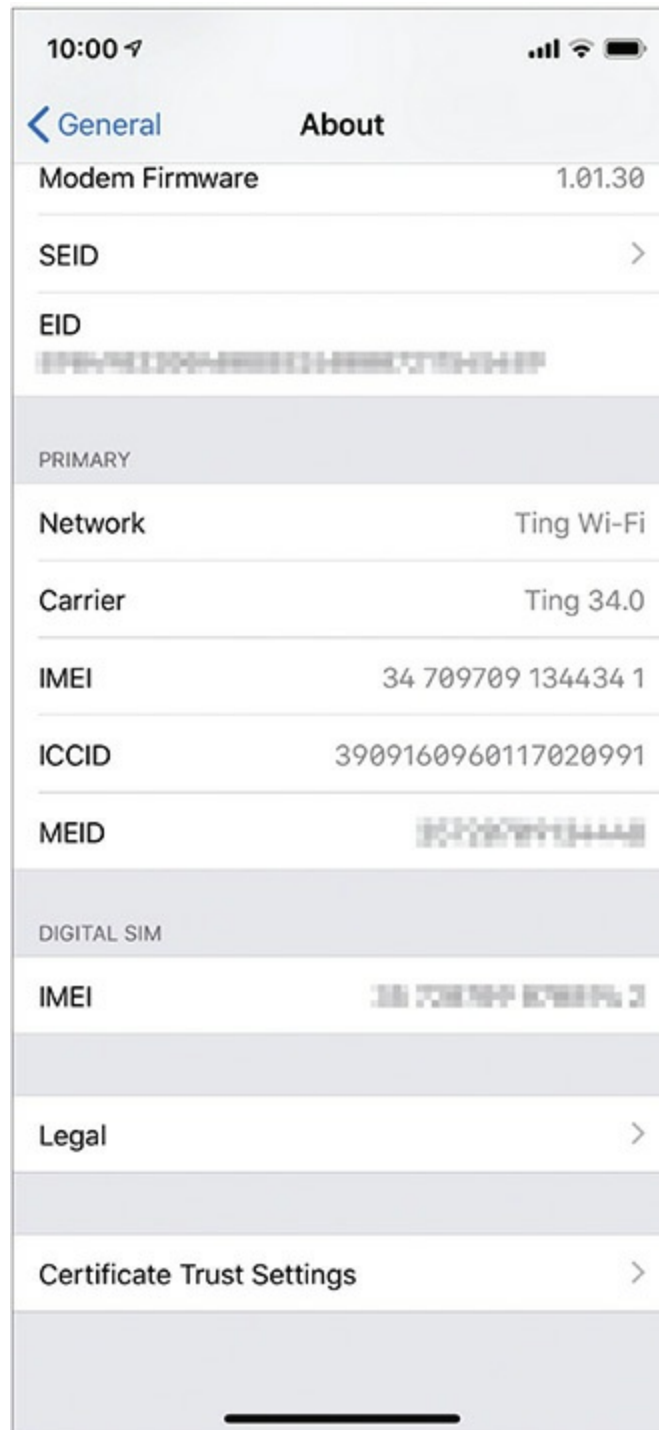 10:00
General
About
Modem Firmware 1.01.30
SEID
EID
PRIMARY
Network Ting Wi-Fi
Carrier Ting 34.0
IMEI 34 709709 134434 1
ICCID 3909160960117020991
MEID
DIGITAL SIM
IMEI
Legal
Certificate Trust Settings